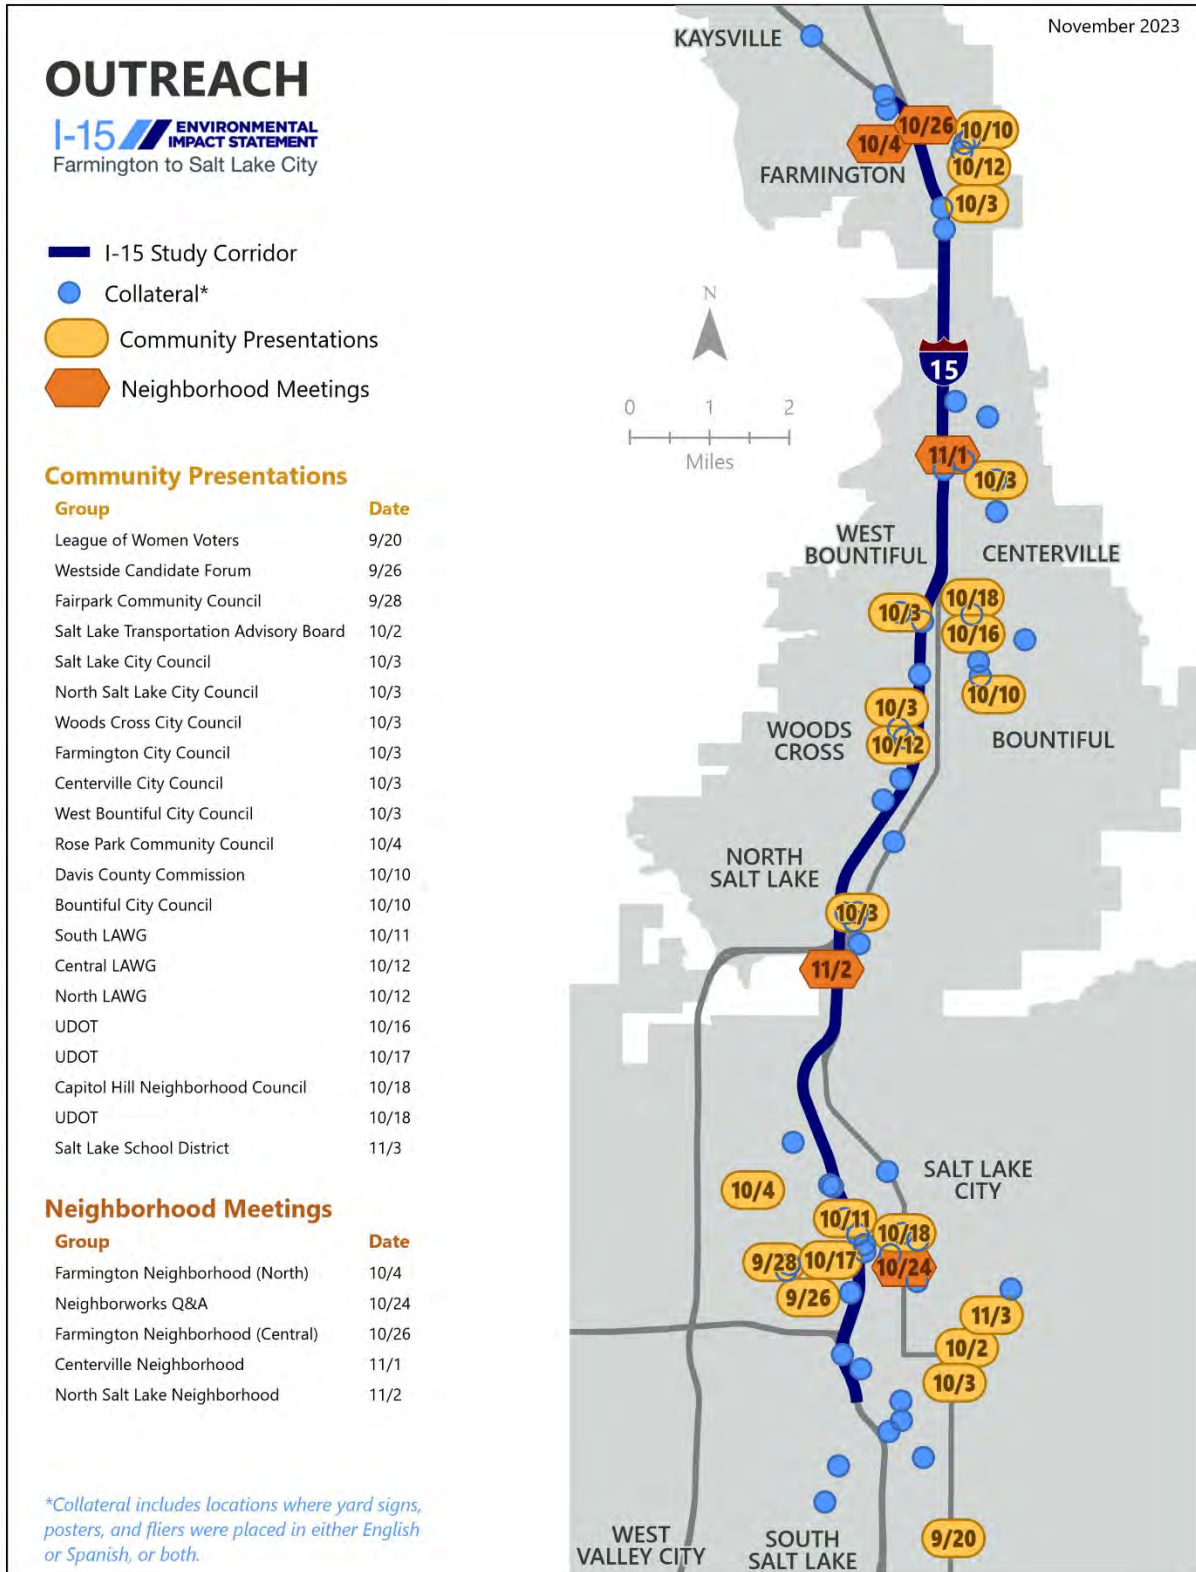 November 2023
OUTREACH
I-15 ENVIRONMENTAL
IMPACT STATEMENT
Farmington to Salt Lake City
I-15 Study Corridor
Collateral*
Community Presentations
Neighborhood Meetings
Community Presentations
Group Date
League of Women Voters 9/20
Westside Candidate Forum 9/26
Fairpark Community Council 9/28
Salt Lake Transportation Advisory Board 10/2
Salt Lake City Council 10/3
North Salt Lake City Council 10/3
Woods Cross City Council 10/3
Farmington City Council 10/3
Centerville City Council 10/3
West Bountiful City Council 10/3
Rose Park Community Council 10/4
Davis County Commission 10/10
Bountiful City Council 10/10
South LAWG 10/11
Central LAWG 10/12
North LAWG 10/12
UDOT 10/16
UDOT 10/17
Capitol Hill Neighborhood Council 10/18
UDOT 10/18
Salt Lake School District 11/3
Neighborhood Meetings
Group Date
Farmington Neighborhood (North) 10/4
Neighborworks Q&A 10/24
Farmington Neighborhood (Central) 10/26
Centerville Neighborhood 11/1
North Salt Lake Neighborhood 11/2
*Collateral includes locations where yard signs,
posters, and fliers were placed in either English
or Spanish, or both.
KAYSVILLE
10/26
10/10
10/4
10/12
FARMINGTON
10/3
N
15
0 1 2
Miles
11/1
10/3
WEST
BOUNTIFUL
CENTERVILLE
10/18
10/3
10/16
10/10
10/3
WOODS
CROSS
10/12
BOUNTIFUL
NORTH
SALT LAKE
10/3
11/2
SALT LAKE
CITY
10/4
10/11
10/18
9/28
10/17
10/24
9/26
11/3
10/2
10/3
WEST
VALLEY CITY
SOUTH
SALT LAKE
9/20